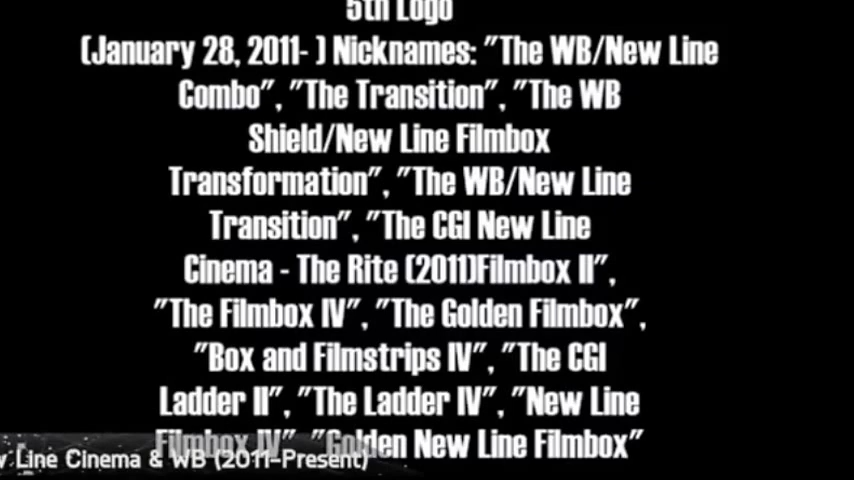 5th Logo
(January 28, 2011- ) Nicknames: "The WB/New Line
Combo", "The Transition", "The WB
Shield/New Line Filmbox
Transformation", "The WB/New Line
Transition", "The CGI New Line
Cinema - The Rite (2011)Filmbox II",
"The Filmbox IV", "The Golden Filmbox",
"Box and Filmstrips IV", "The CGI
Ladder II", "The Ladder IV", "New Line
Filmbox IV", "Golden New Line Filmbox"
w Line Cinema & WB (2011-Present)